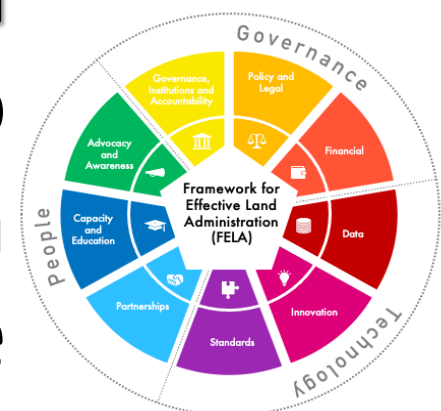 Governance
Governance,
Institutions and
Accountability
Policy and
Legal
Financial
Advocacy
and
Awareness
Framework for
Effective Land
Administration
(FELA)
People
Capacity
and
Education
Data
Partnerships
Innovation
Standards
Technology